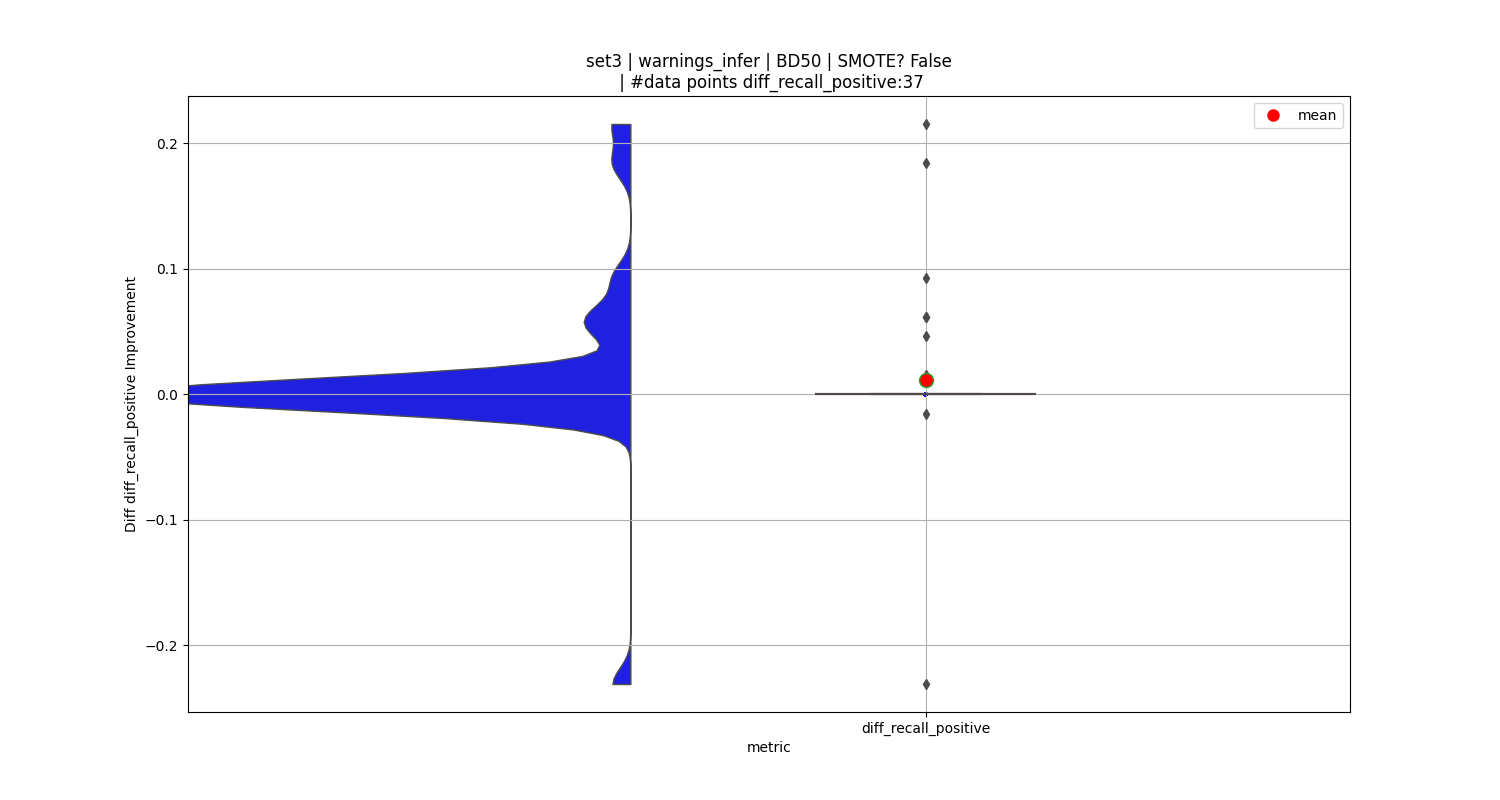 set3 | warnings_infer | BD50 | SMOTE? False
| #data points diff_recall_positive:37
mean
0.2
0.1
0.0
−0.1
−0.2
Diff diff_recall_positive Improvement
diff_recall_positive
metric